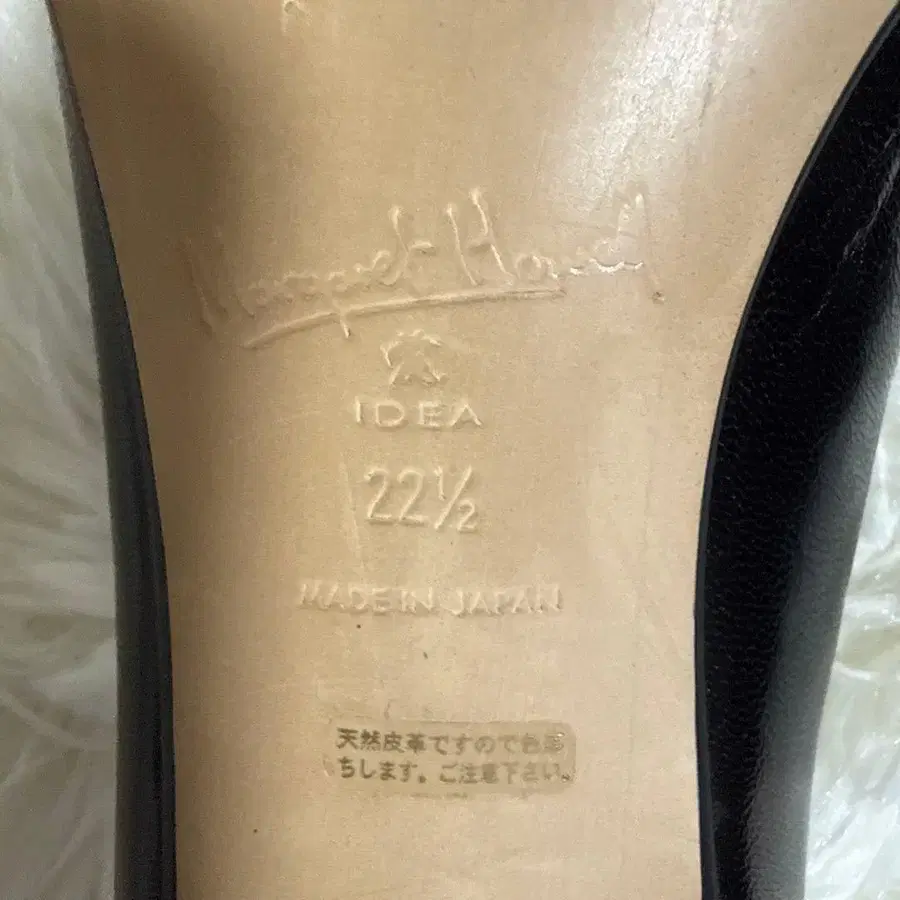 Margaret Howell
IDEA
22½
MADE IN JAPAN
天然皮革ですので色落
ちします。ご注意下さい。